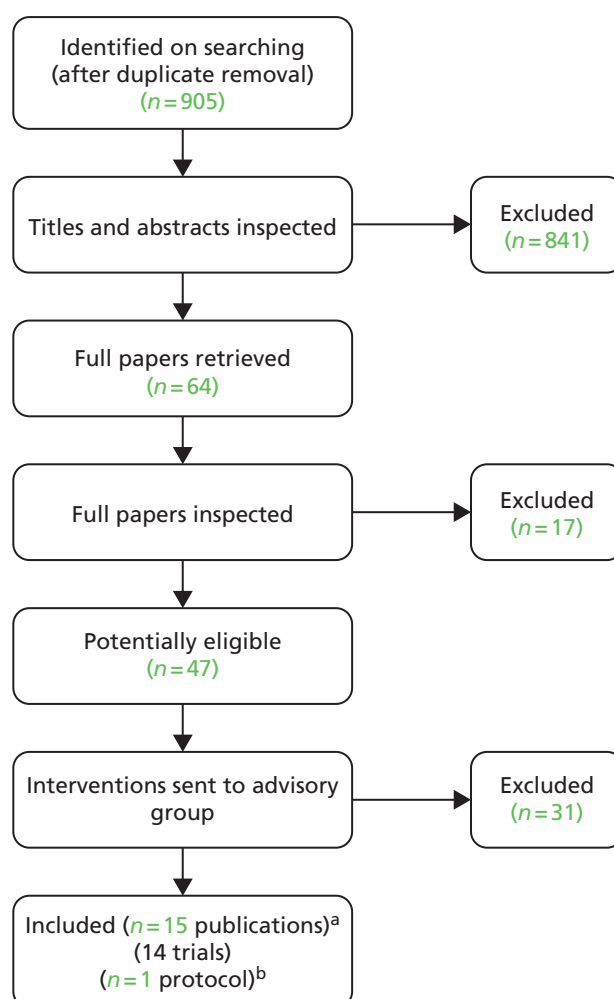 Identified on searching
(after duplicate removal)
(n=905)
Titles and abstracts inspected
Excluded
(n=841)
Full papers retrieved
(n=64)
Full papers inspected
Excluded
(n=17)
Potentially eligible
(n=47)
Interventions sent to advisory
group
Excluded
(n=31)
Included (n=15 publications)a
(14 trials)
(n=1 protocol)b